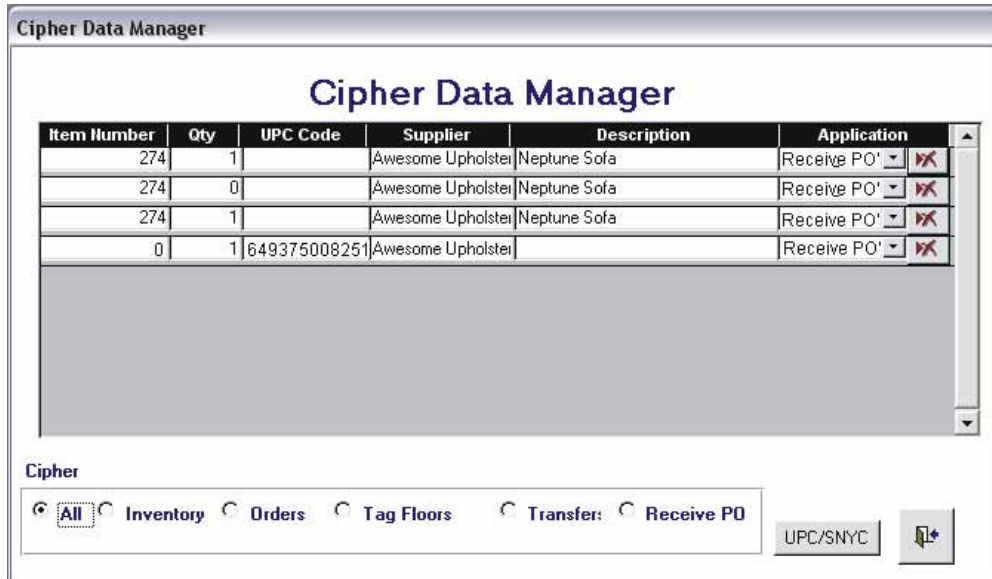 Cipher Data Manager
Cipher Data Manager
Item Number Qty UPC Code Supplier Description Application
274 1 Awesome Upholster Neptune Sofa Receive PO'
274 0 Awesome Upholster Neptune Sofa Receive PO'
274 1 Awesome Upholster Neptune Sofa Receive PO'
0 1 649375008251 Awesome Upholster Receive PO'
Cipher
All Inventory Orders Tag Floors Transfer: Receive PO
UPC/SNYC